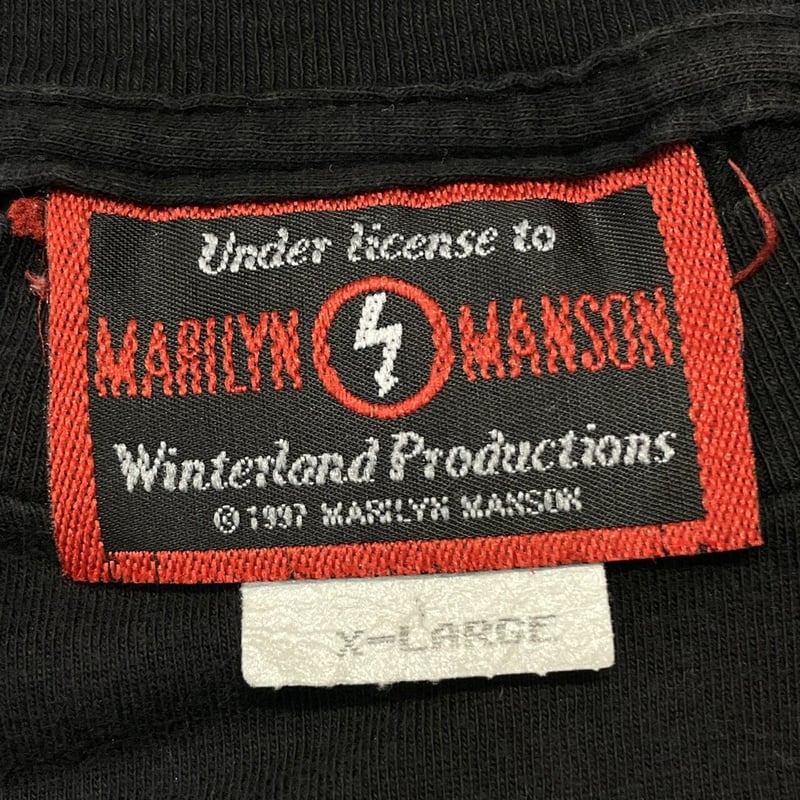 Under license to
MARILYN MANSON
Winterland Productions
© 1997 MARILYN MANSON
X-LARGE